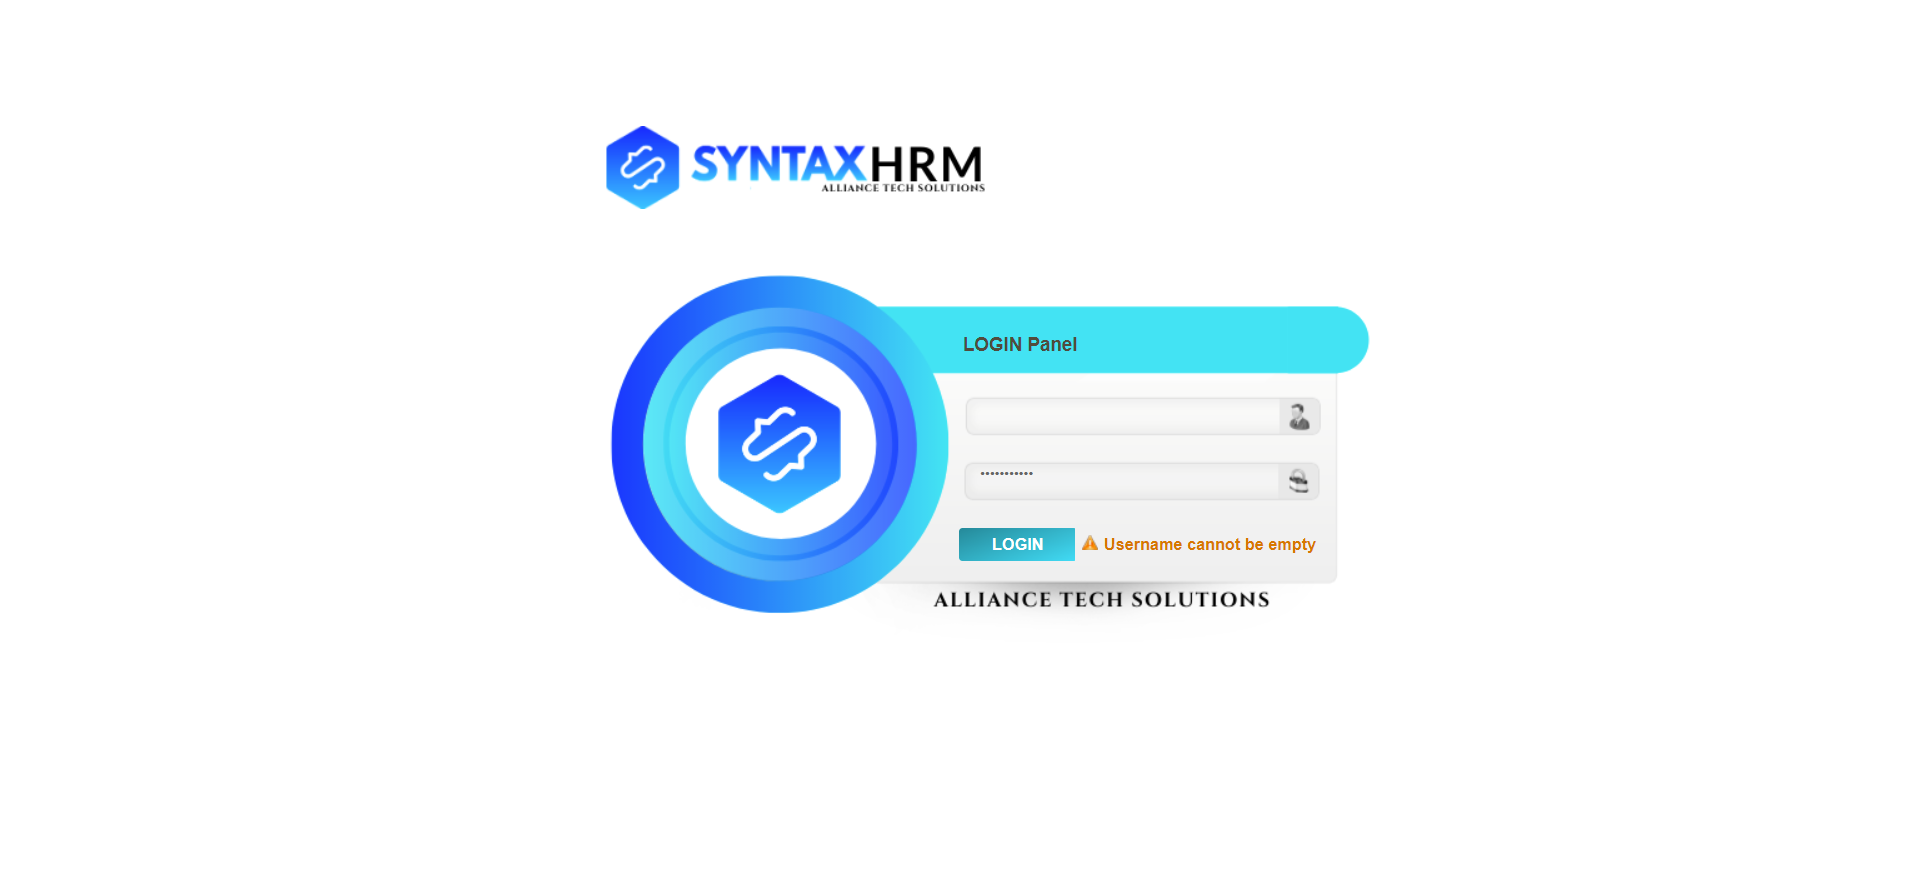 SYNTAXHRM
ALLIANCE TECH SOLUTIONS
LOGIN Panel
•••••••••••
LOGIN
Username cannot be empty
ALLIANCE TECH SOLUTIONS